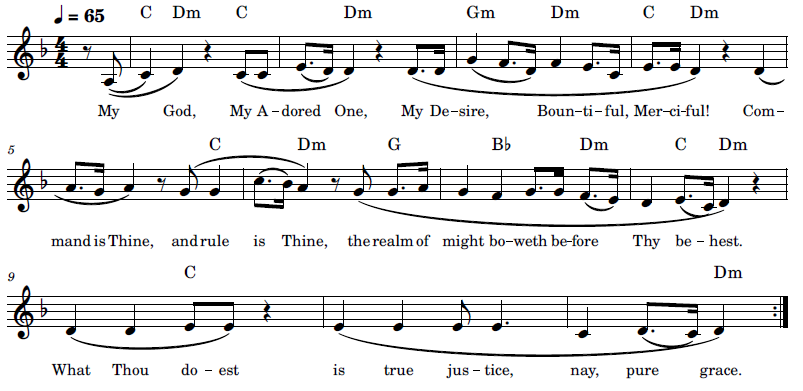 ♩ = 65
C Dm C Dm Gm Dm C Dm
4
4
My God, My A–dored One, My De–sire, Boun–ti–ful, Mer–ci–ful! Com–
5 C Dm G B♭ Dm C Dm
mand is Thine, and rule is Thine, the realm of might bo–weth be–fore Thy be–hest.
9 C Dm
What Thou do–est is true jus–tice, nay, pure grace.